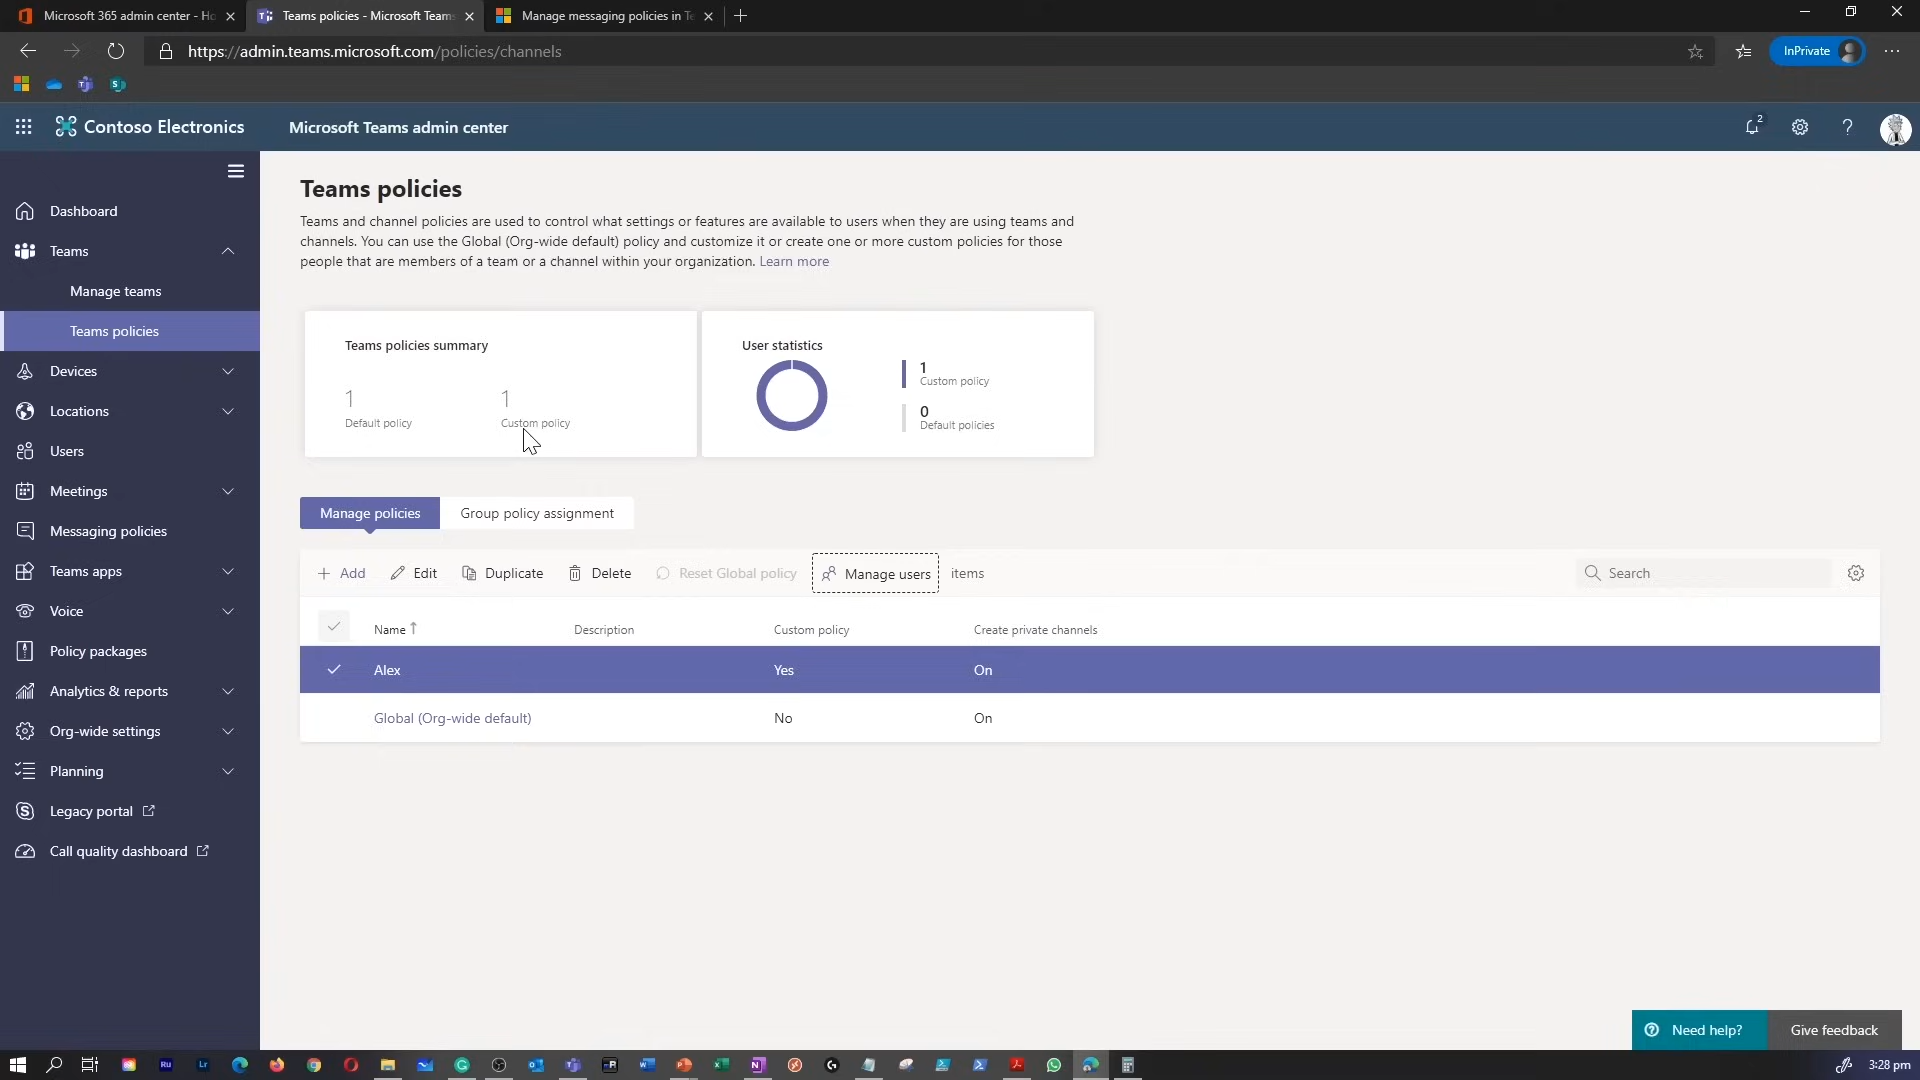 Microsoft 365 admin center - Ho
Teams policies - Microsoft Teams
Manage messaging policies in Te
https://admin.teams.microsoft.com/policies/channels
InPrivate
Contoso Electronics
Microsoft Teams admin center
2
Dashboard
Teams
Manage teams
Teams policies
Devices
Locations
Users
Meetings
Messaging policies
Teams apps
Voice
Policy packages
Analytics & reports
Org-wide settings
Planning
Legacy portal
Call quality dashboard
Teams policies
Teams and channel policies are used to control what settings or features are available to users when they are using teams and
channels. You can use the Global (Org-wide default) policy and customize it or create one or more custom policies for those
people that are members of a team or a channel within your organization. Learn more
Teams policies summary
1
Default policy
1
Custom policy
User statistics
1
Custom policy
0
Default policies
Manage policies
Group policy assignment
+ Add
Edit
Duplicate
Delete
Reset Global policy
Manage users
items
Search
Name ↑
Description
Custom policy
Create private channels
Alex
Yes
On
Global (Org-wide default)
No
On
Need help?
Give feedback
3:28 pm